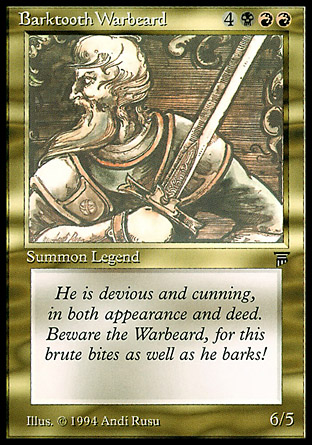 Barktooth Warbeard 4
Summon Legend
He is devious and cunning,
in both appearance and deed.
Beware the Warbeard, for this
brute bites as well as he barks!
Illus. © 1994 Andi Rusu 6/5